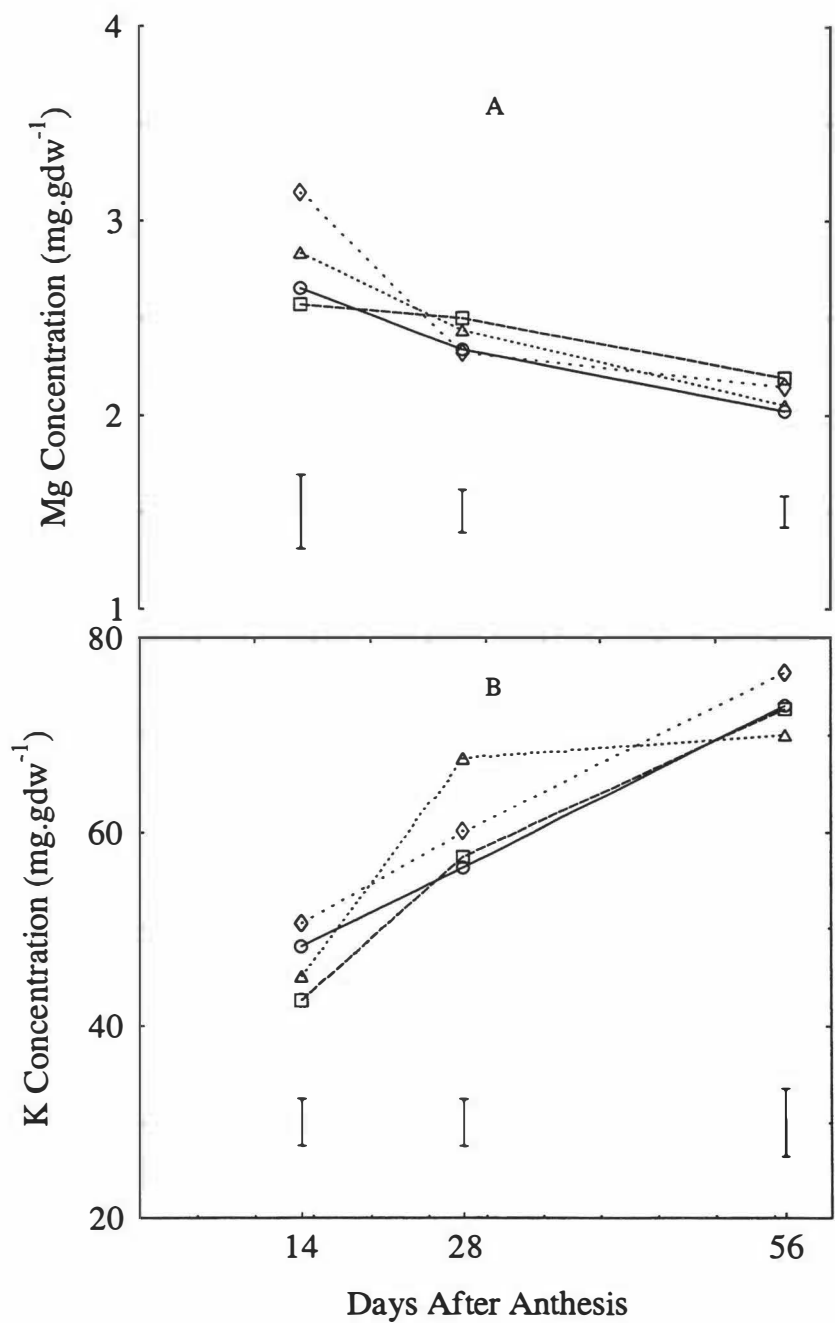 4
A
3
2
1
Mg Concentration (mg.gdw⁻¹)
80
B
60
40
20
K Concentration (mg.gdw⁻¹)
14 28 56
Days After Anthesis